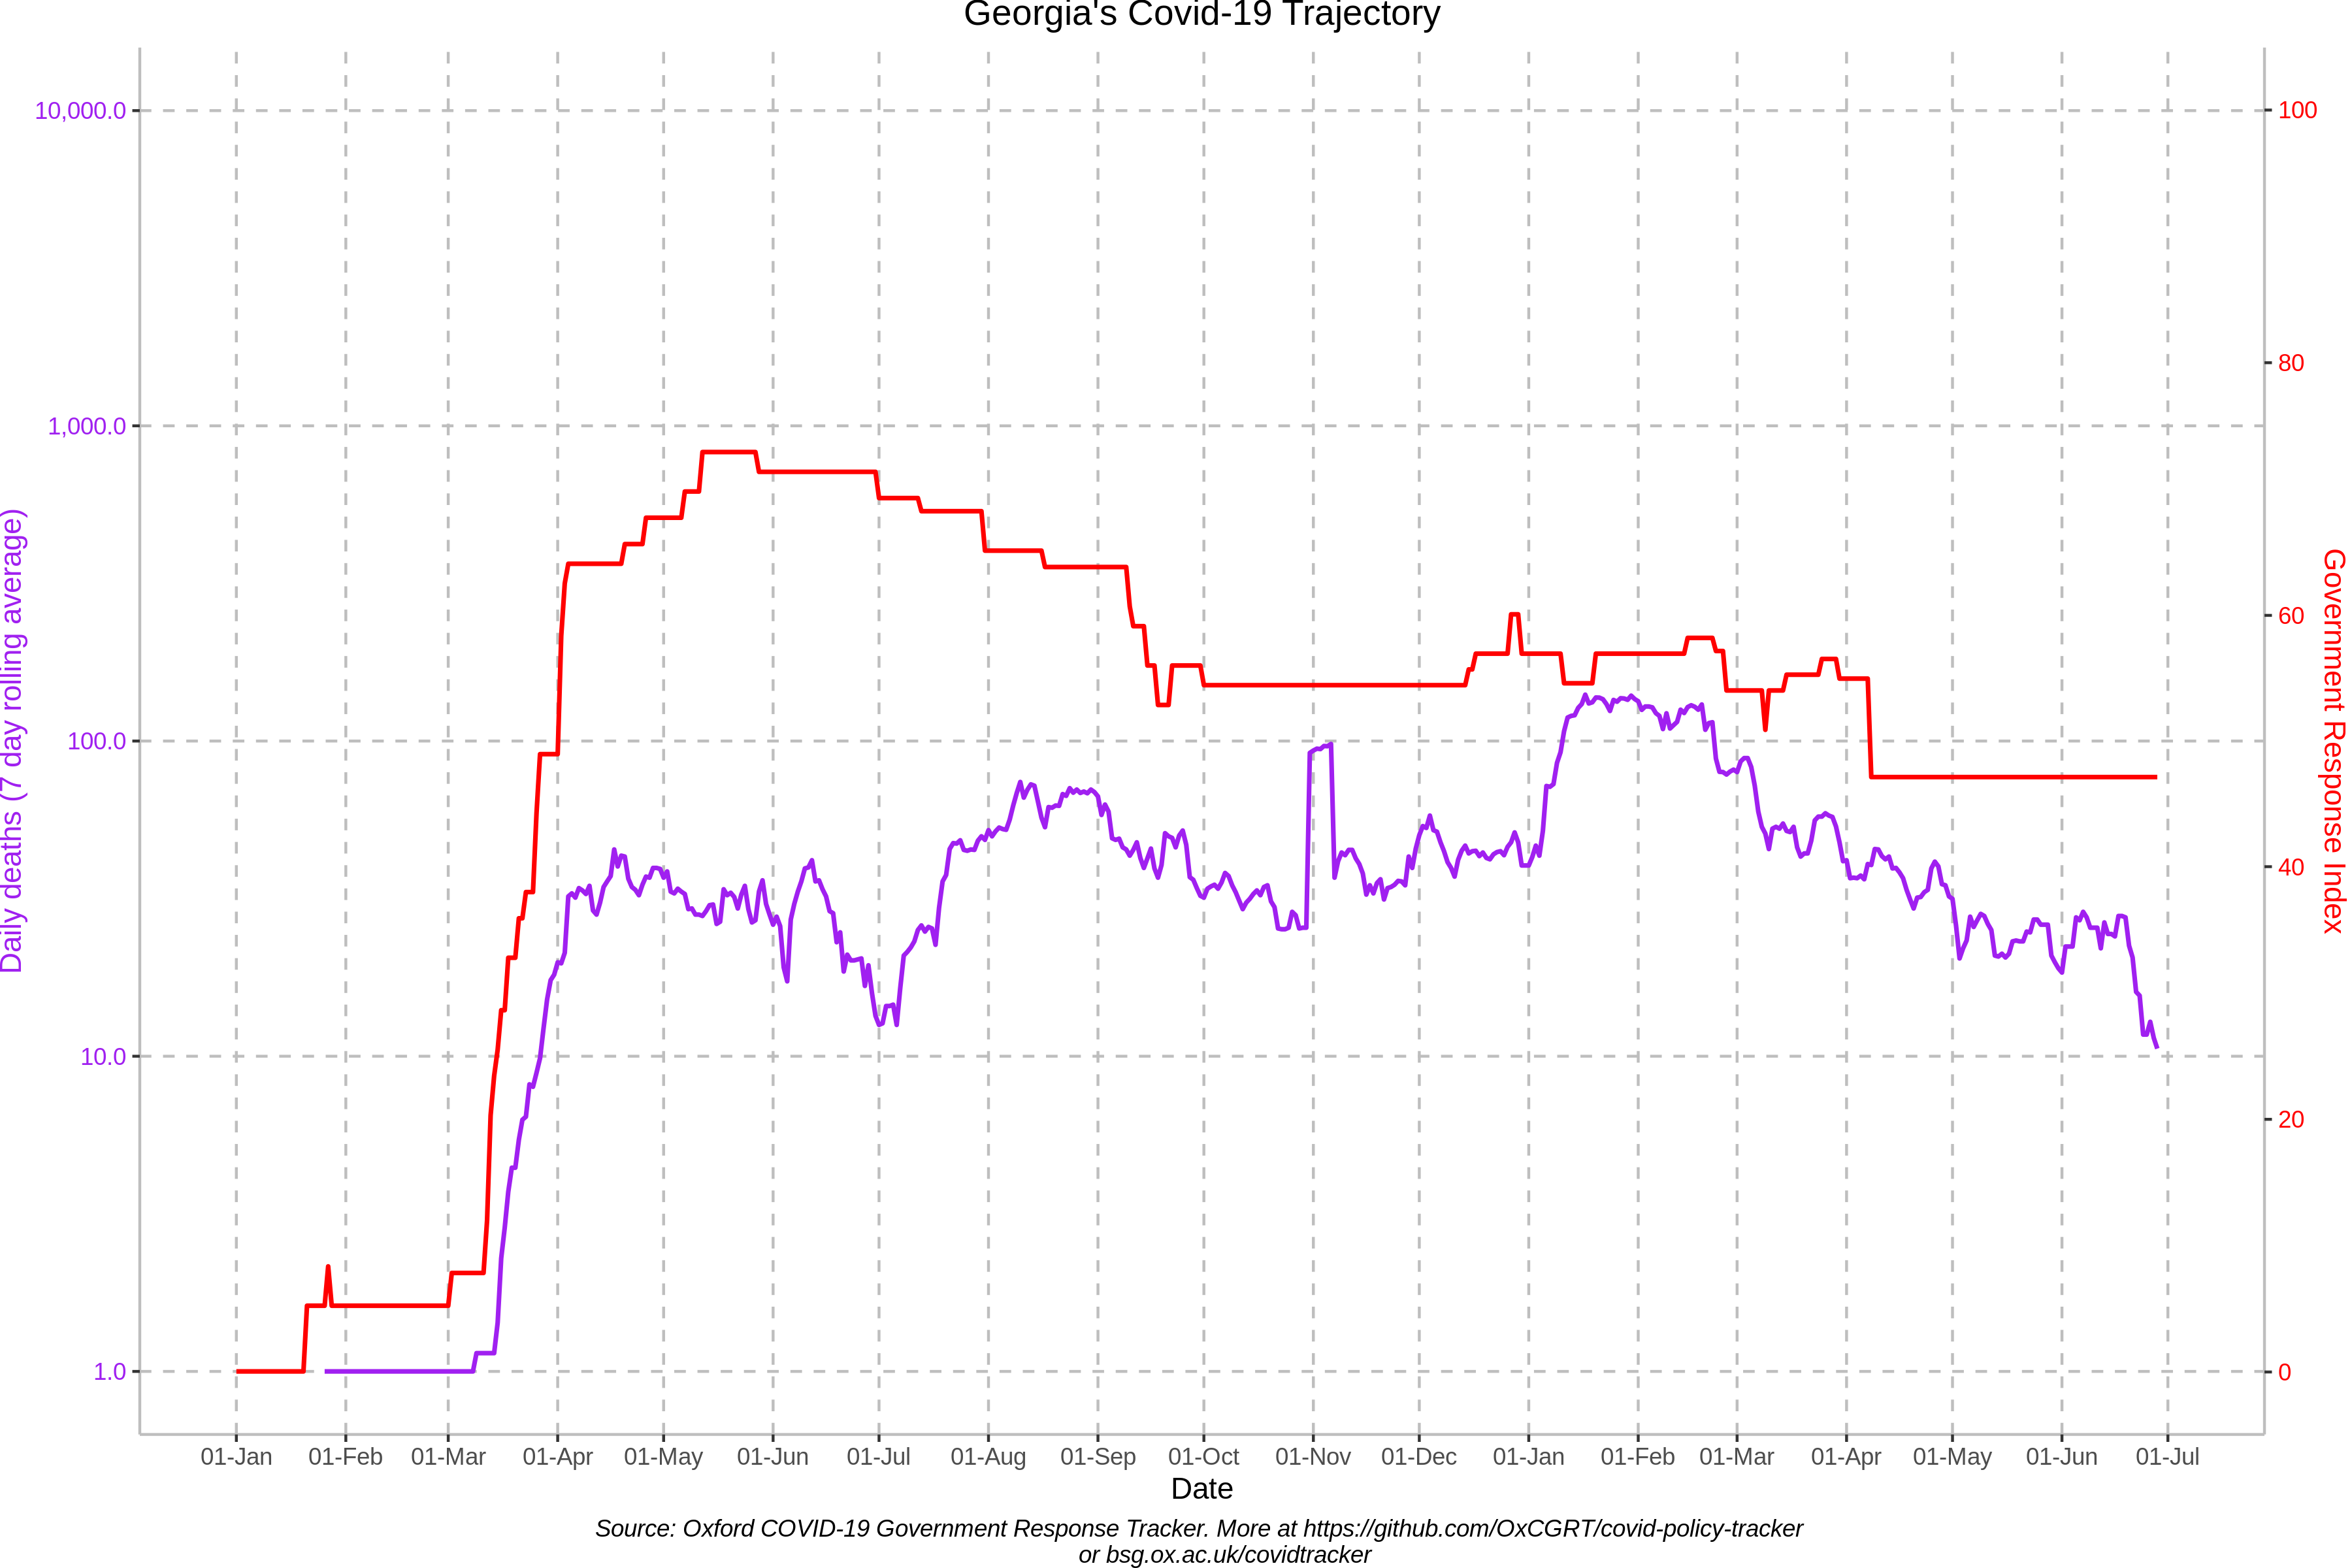 Georgia's Covid-19 Trajectory
10,000.0
1,000.0
100.0
10.0
1.0
Daily deaths (7 day rolling average)
100
80
60
40
20
0
Government Response Index
01-Jan 01-Feb 01-Mar 01-Apr 01-May 01-Jun 01-Jul 01-Aug 01-Sep 01-Oct 01-Nov 01-Dec 01-Jan 01-Feb 01-Mar 01-Apr 01-May 01-Jun 01-Jul
Date
Source: Oxford COVID-19 Government Response Tracker. More at https://github.com/OxCGRT/covid-policy-tracker
or bsg.ox.ac.uk/covidtracker